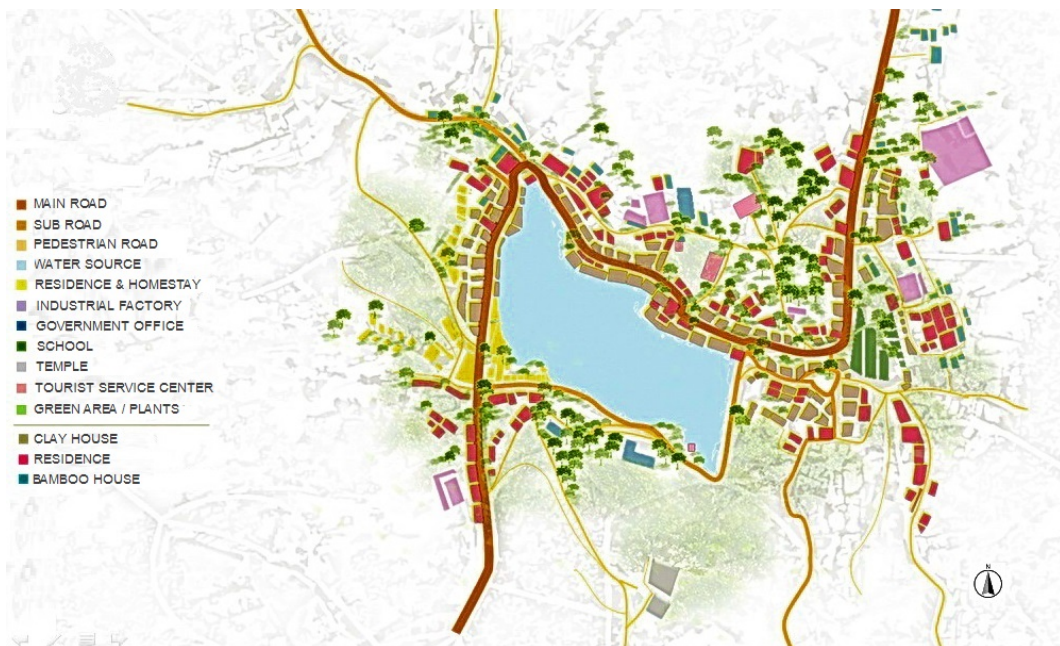 MAIN ROAD
SUB ROAD
PEDESTRIAN ROAD
WATER SOURCE
RESIDENCE & HOMESTAY
INDUSTRIAL FACTORY
GOVERNMENT OFFICE
SCHOOL
TEMPLE
TOURIST SERVICE CENTER
GREEN AREA / PLANTS
CLAY HOUSE
RESIDENCE
BAMBOO HOUSE
N